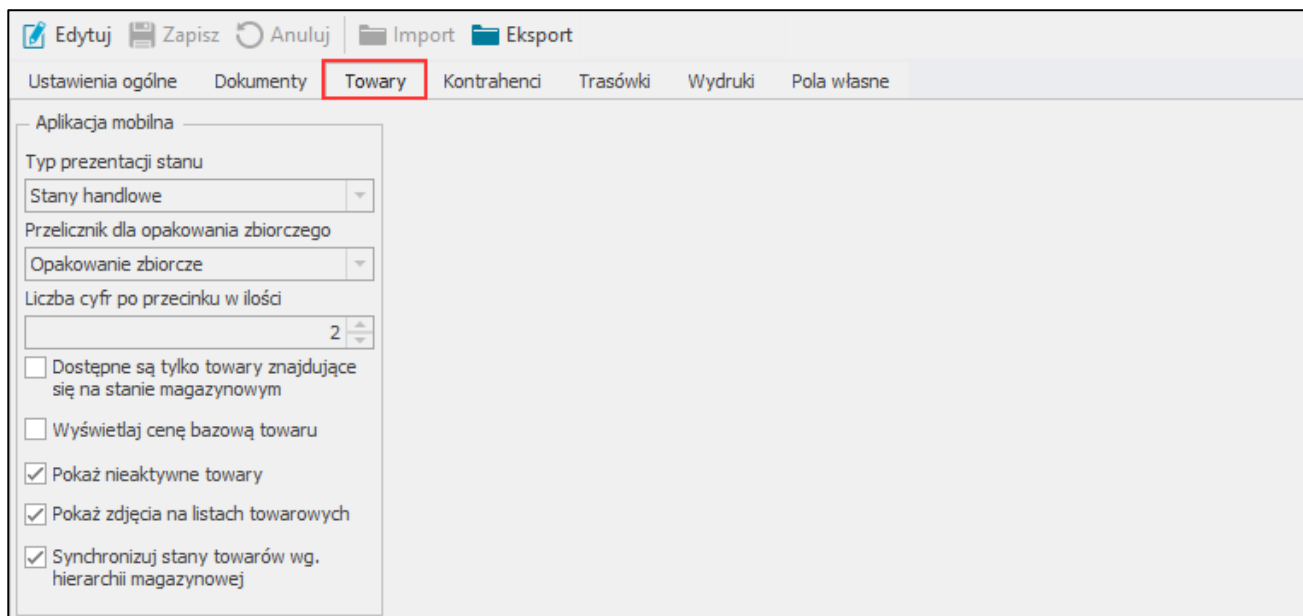 Edytuj Zapisz Anuluj Import Eksport
Ustawienia ogólne Dokumenty Towary Kontrahenci Trasówki Wydruki Pola własne
Aplikacja mobilna
Typ prezentacji stanu
Stany handlowe
Przelicznik dla opakowania zbiorczego
Opakowanie zbiorcze
Liczba cyfr po przecinku w ilości
2
Dostępne są tylko towary znajdujące
się na stanie magazynowym
Wyświetlaj cenę bazową towaru
Pokaż nieaktywne towary
Pokaż zdjęcia na listach towarowych
Synchronizuj stany towarów wg.
hierarchii magazynowej